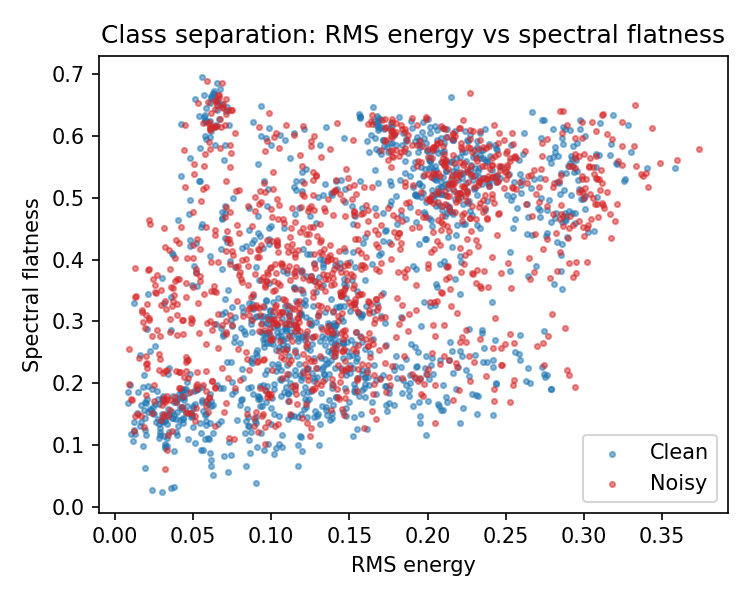 Class separation: RMS energy vs spectral flatness
Spectral flatness
0.7
0.6
0.5
0.4
0.3
0.2
0.1
0.0
Clean
Noisy
0.00 0.05 0.10 0.15 0.20 0.25 0.30 0.35
RMS energy